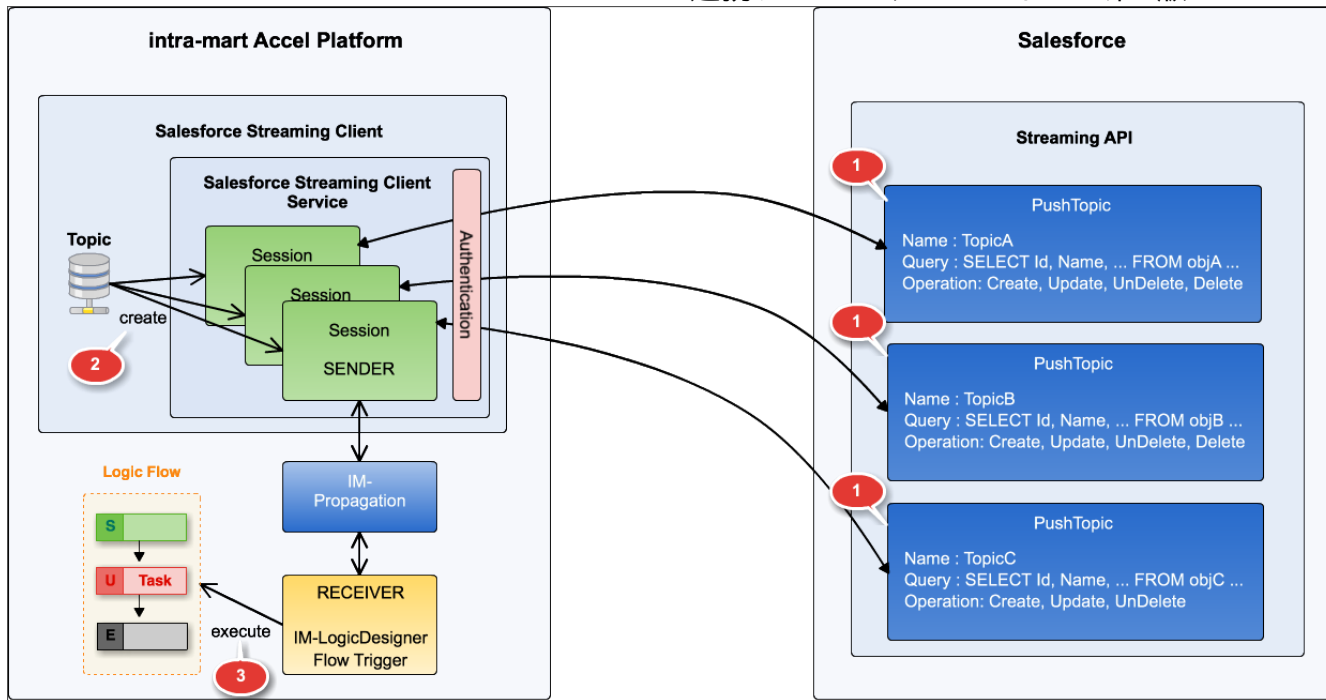 intra-mart Accel Platform
Salesforce Streaming Client
Salesforce Streaming Client
Service
Topic
create
2
Session
Session
Session
SENDER
Authentication
IM-
Propagation
RECEIVER
IM-LogicDesigner
Flow Trigger
Logic Flow
S
U Task
E
execute
3
Salesforce
Streaming API
1
PushTopic
Name : TopicA
Query : SELECT Id, Name, ... FROM objA ...
Operation: Create, Update, UnDelete, Delete
1
PushTopic
Name : TopicB
Query : SELECT Id, Name, ... FROM objB ...
Operation: Create, Update, UnDelete, Delete
1
PushTopic
Name : TopicC
Query : SELECT Id, Name, ... FROM objC ...
Operation: Create, Update, UnDelete